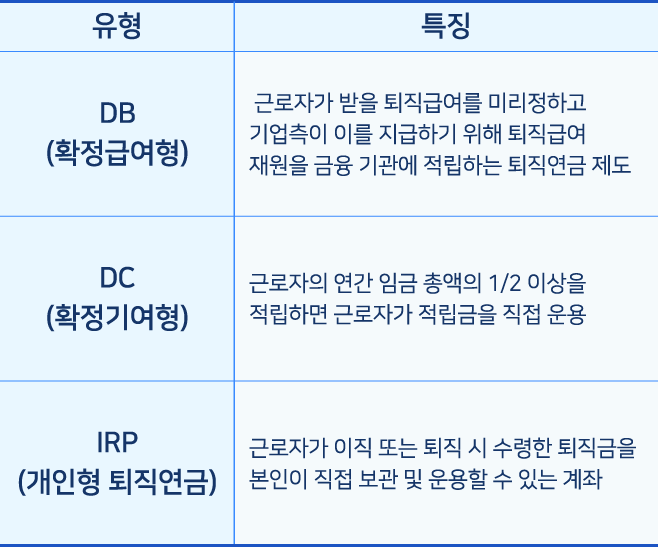 유형
특징
DB
(확정급여형)
근로자가 받을 퇴직급여를 미리정하고
기업측이 이를 지급하기 위해 퇴직급여
재원을 금융 기관에 적립하는 퇴직연금 제도
DC
(확정기여형)
근로자의 연간 임금 총액의 1/2 이상을
적립하면 근로자가 적립금을 직접 운용
IRP
(개인형 퇴직연금)
근로자가 이직 또는 퇴직 시 수령한 퇴직금을
본인이 직접 보관 및 운용할 수 있는 계좌